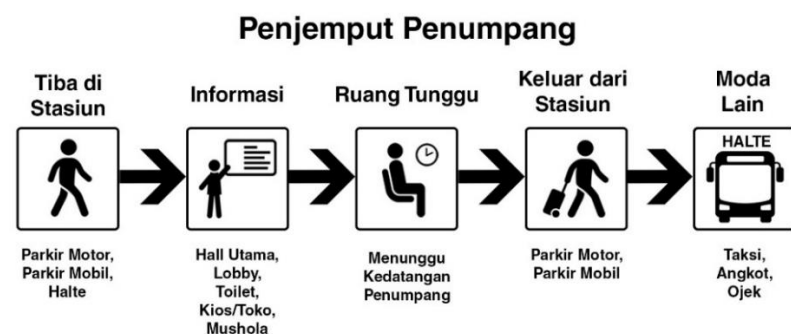 Penjemput Penumpang
Tiba di
Stasiun
Informasi
Ruang Tunggu
Keluar dari
Stasiun
Moda
Lain
HALTE
Parkir Motor,
Parkir Mobil,
Halte
Hall Utama,
Lobby,
Toilet,
Kios/Toko,
Mushola
Menunggu
Kedatangan
Penumpang
Parkir Motor,
Parkir Mobil
Taksi,
Angkot,
Ojek